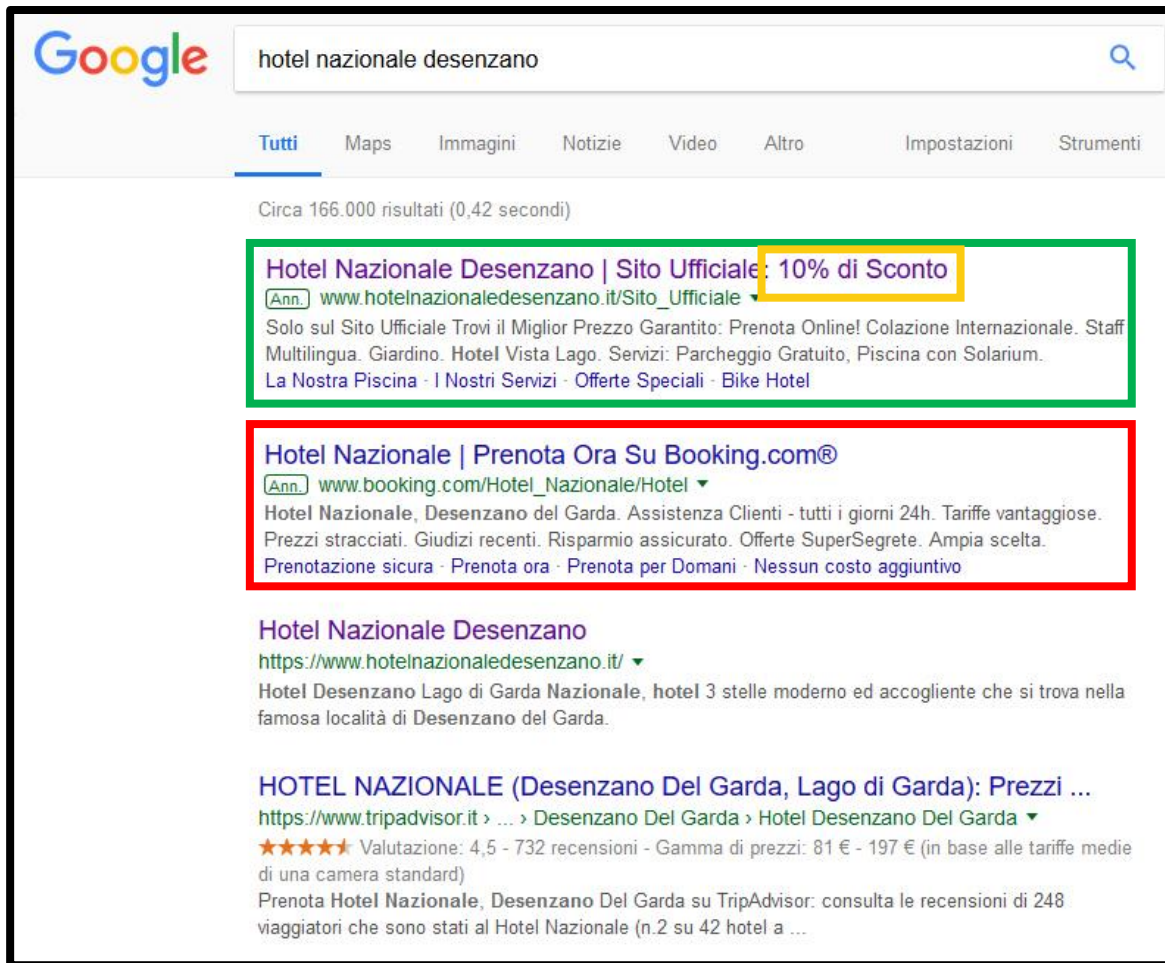 Google
hotel nazionale desenzano
Tutti Maps Immagini Notizie Video Altro Impostazioni Strumenti
Circa 166.000 risultati (0,42 secondi)
Hotel Nazionale Desenzano | Sito Ufficiale: 10% di Sconto
Ann. www.hotelnazionaledesenzano.it/Sito_Ufficiale
Solo sul Sito Ufficiale Trovi il Miglior Prezzo Garantito: Prenota Online! Colazione Internazionale. Staff
Multilingua. Giardino. Hotel Vista Lago. Servizi: Parcheggio Gratuito, Piscina con Solarium.
La Nostra Piscina · I Nostri Servizi · Offerte Speciali · Bike Hotel
Hotel Nazionale | Prenota Ora Su Booking.com®
Ann. www.booking.com/Hotel_Nazionale/Hotel
Hotel Nazionale, Desenzano del Garda. Assistenza Clienti - tutti i giorni 24h. Tariffe vantaggiose.
Prezzi stracciati. Giudizi recenti. Risparmio assicurato. Offerte SuperSegrete. Ampia scelta.
Prenotazione sicura · Prenota ora · Prenota per Domani · Nessun costo aggiuntivo
Hotel Nazionale Desenzano
https://www.hotelnazionaledesenzano.it/
Hotel Desenzano Lago di Garda Nazionale, hotel 3 stelle moderno ed accogliente che si trova nella
famosa località di Desenzano del Garda.
HOTEL NAZIONALE (Desenzano Del Garda, Lago di Garda): Prezzi ...
https://www.tripadvisor.it › ... › Desenzano Del Garda › Hotel Desenzano Del Garda
Valutazione: 4,5 - 732 recensioni - Gamma di prezzi: 81 € - 197 € (in base alle tariffe medie
di una camera standard)
Prenota Hotel Nazionale, Desenzano Del Garda su TripAdvisor: consulta le recensioni di 248
viaggiatori che sono stati al Hotel Nazionale (n.2 su 42 hotel a ...